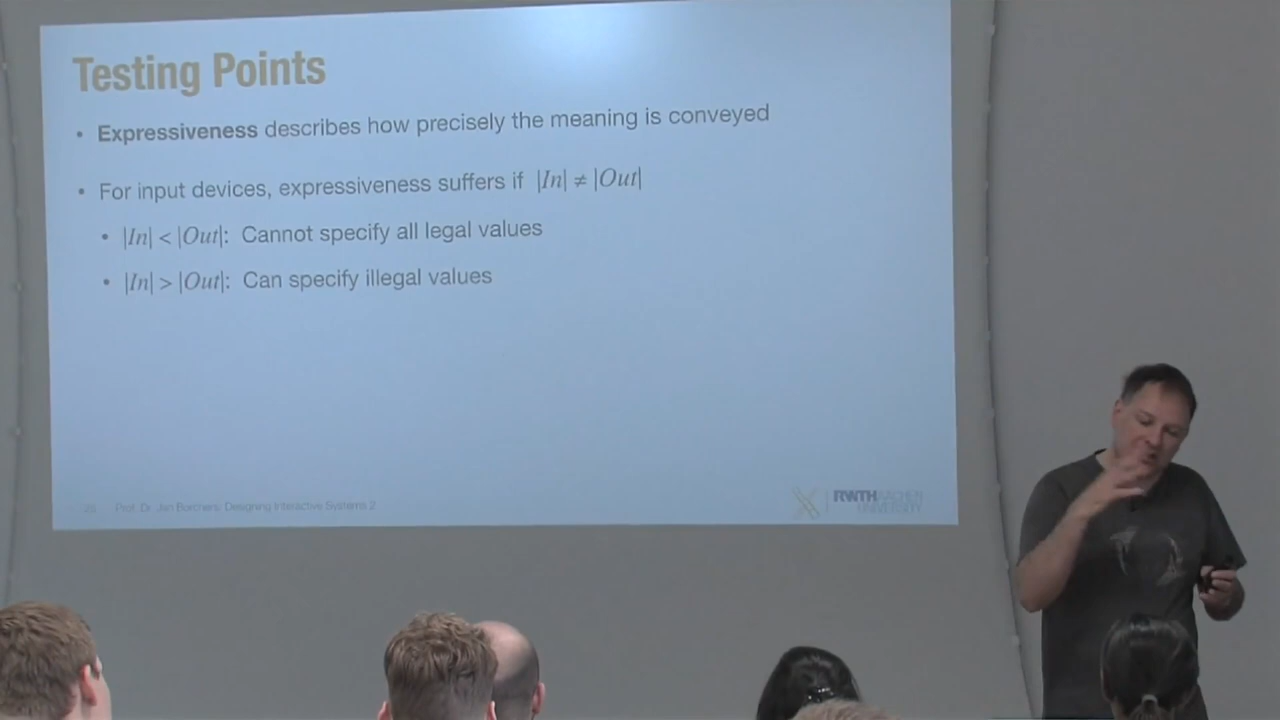 Testing Points
• Expressiveness describes how precisely the meaning is conveyed
• For input devices, expressiveness suffers if |In| ≠ |Out|
• |In| < |Out|: Cannot specify all legal values
• |In| > |Out|: Can specify illegal values
Prof. Dr. Jan Borchers: Designing Interactive Systems 2
RWTH AACHEN
UNIVERSITY